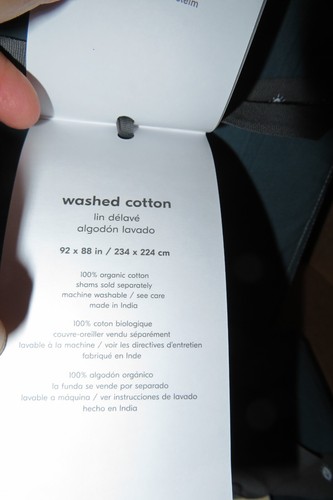 washed cotton
lin délavé
algodón lavado
92 x 88 in / 234 x 224 cm
100% organic cotton
shams sold separately
machine washable / see care
made in India
100% coton biologique
couvre-oreiller vendu séparément
lavable à la machine / voir les directives d'entretien
fabriqué en Inde
100% algodón orgánico
la funda se vende por separado
lavable a máquina / ver instrucciones de lavado
hecho en India